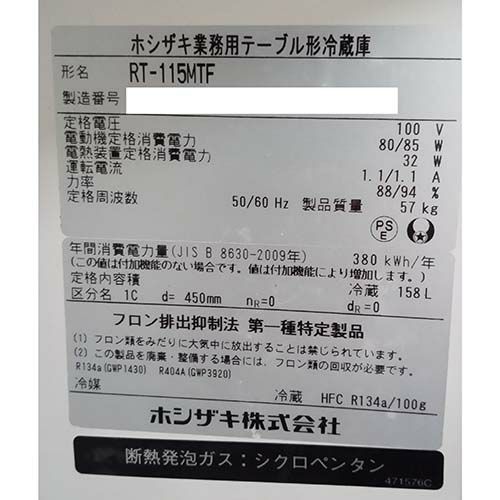 ホシザキ業務用テーブル形冷蔵庫
形名 RT-115MTF
製造番号
定格電圧 100 V
電動機定格消費電力 80/85 W
電熱装置定格消費電力 32 W
運転電流 1.1/1.1 A
力率 88/94 %
定格周波数 50/60 Hz 製品質量 57 kg
PS E
年間消費電力量(JIS B 8630-2009年) 380 kWh/年
(この値は付加機能のない場合です。値は付加機能により増加します。)
定格内容積 冷蔵 158 L
区分名 1C d= 450mm nR=0 dR=0
フロン排出抑制法 第一種特定製品
(1) フロン類をみだりに大気中に放出することは禁じられています。
(2) この製品を廃棄・整備する場合には、フロン類の回収が必要です。
R134a(GWP1430) R404A(GWP3920)
冷媒 冷蔵 HFC R134a/100g
ホシザキ株式会社
断熱発泡ガス：シクロペンタン
471576C